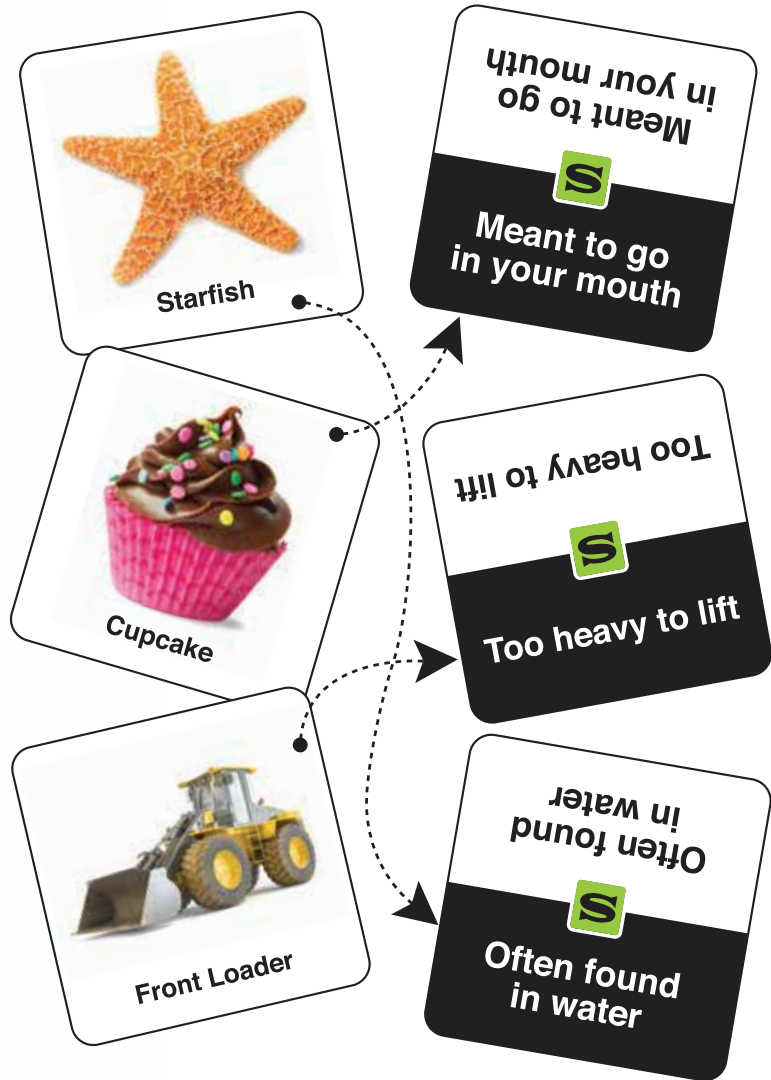 Starfish
Meant to go
in your mouth
S
Meant to go
in your mouth
Cupcake
Too heavy to lift
S
Too heavy to lift
Front Loader
Often found
in water
S
Often found
in water